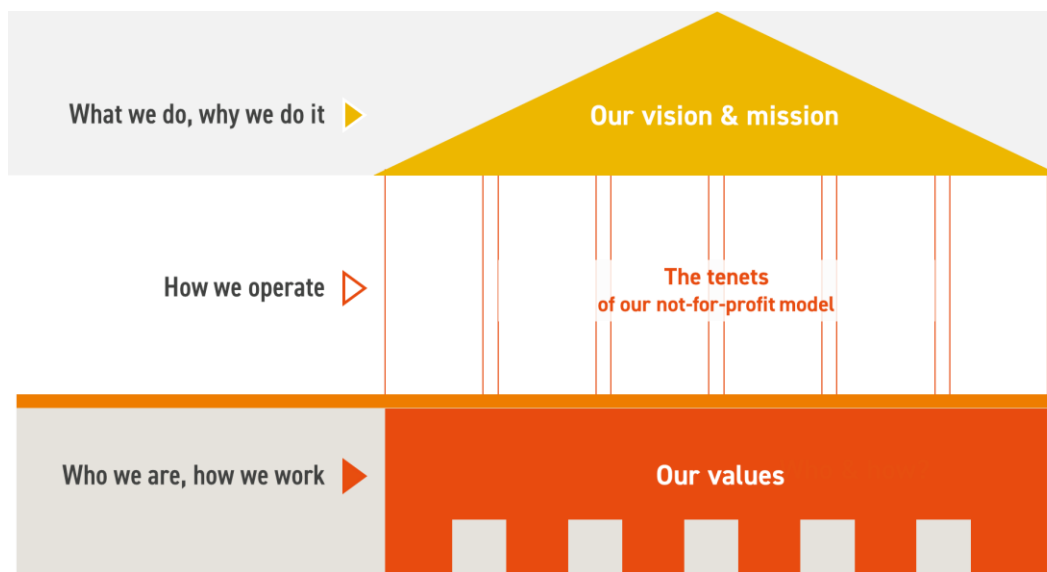 What we do, why we do it
Our vision & mission
How we operate
The tenets
of our not-for-profit model
Who we are, how we work
Our values